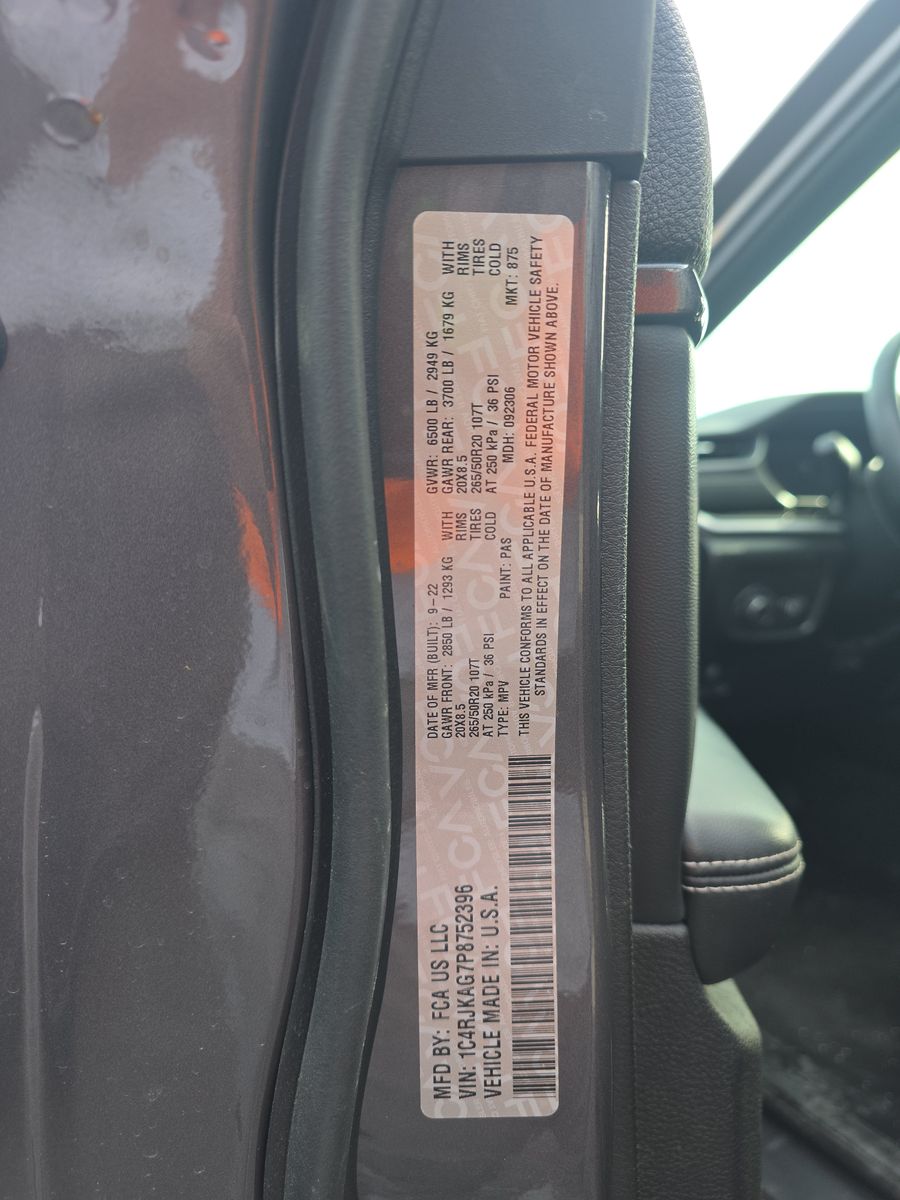 MFD BY: FCA US LLC
VIN: 1C4RJKAG7P8752396
VEHICLE MADE IN: U.S.A.
DATE OF MFR (BUILT): 9-22 GVWR: 6500 LB / 2949 KG
GAWR FRONT: 2850 LB / 1293 KG WITH GAWR REAR: 3700 LB / 1679 KG WITH
20X8.5 RIMS 20X8.5 RIMS
265/50R20 107T TIRES 265/50R20 107T TIRES
AT 250 kPa / 36 PSI COLD AT 250 kPa / 36 PSI COLD
TYPE: MPV PAINT: PAS MDH: 092306 MKT: 875
THIS VEHICLE CONFORMS TO ALL APPLICABLE U.S.A. FEDERAL MOTOR VEHICLE SAFETY
STANDARDS IN EFFECT ON THE DATE OF MANUFACTURE SHOWN ABOVE.